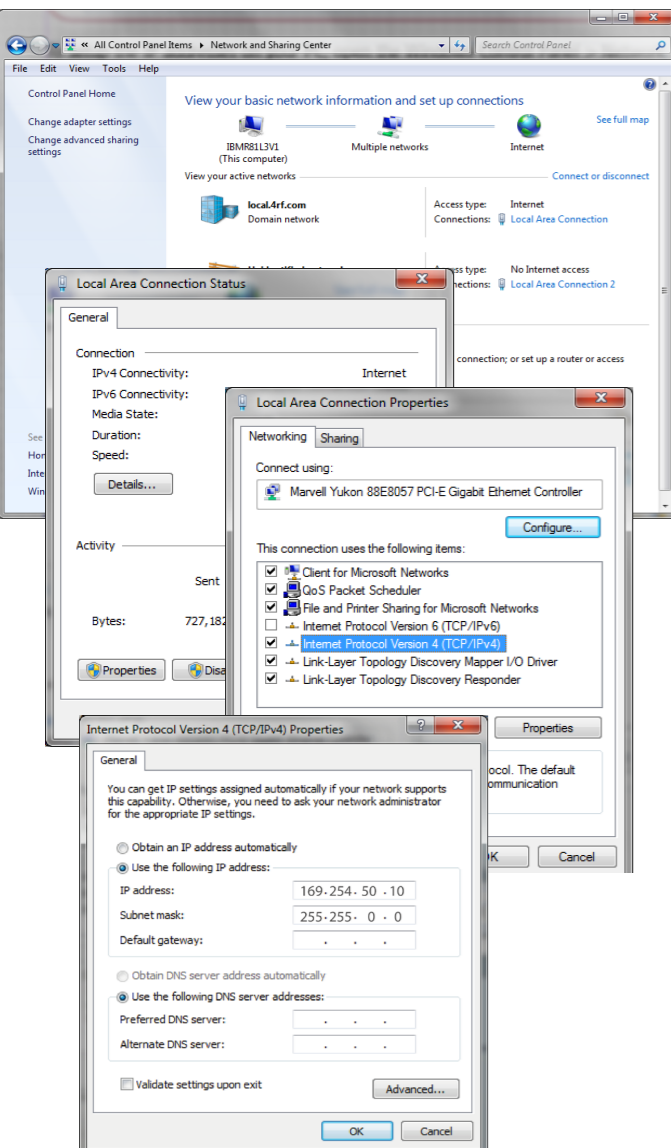 « All Control Panel Items ▸ Network and Sharing Center
Search Control Panel
File Edit View Tools Help
Control Panel Home
Change adapter settings
Change advanced sharing
settings
See
Hor
Inte
Win
View your basic network information and set up connections
See full map
IBMR81L3V1
(This computer)
Multiple networks
Internet
View your active networks
Connect or disconnect
local.4rf.com
Domain network
Access type: Internet
Connections: Local Area Connection
ess type: No Internet access
nections: Local Area Connection 2
connection; or set up a router or access
Local Area Connection Status
General
Connection
IPv4 Connectivity: Internet
IPv6 Connectivity:
Media State:
Duration:
Speed:
Details...
Activity
Sent
Bytes: 727,182
Properties
Disa
Local Area Connection Properties
Networking Sharing
Connect using:
Marvell Yukon 88E8057 PCI-E Gigabit Ethernet Controller
Configure...
This connection uses the following items:
Client for Microsoft Networks
QoS Packet Scheduler
File and Printer Sharing for Microsoft Networks
Internet Protocol Version 6 (TCP/IPv6)
Internet Protocol Version 4 (TCP/IPv4)
Link-Layer Topology Discovery Mapper I/O Driver
Link-Layer Topology Discovery Responder
Properties
ocol. The default
ommunication
K
Cancel
Internet Protocol Version 4 (TCP/IPv4) Properties
General
You can get IP settings assigned automatically if your network supports
this capability. Otherwise, you need to ask your network administrator
for the appropriate IP settings.
Obtain an IP address automatically
Use the following IP address:
IP address: 169.254.50.10
Subnet mask: 255.255.0.0
Default gateway: . . .
Obtain DNS server address automatically
Use the following DNS server addresses:
Preferred DNS server: . . .
Alternate DNS server: . . .
Validate settings upon exit
Advanced...
OK
Cancel